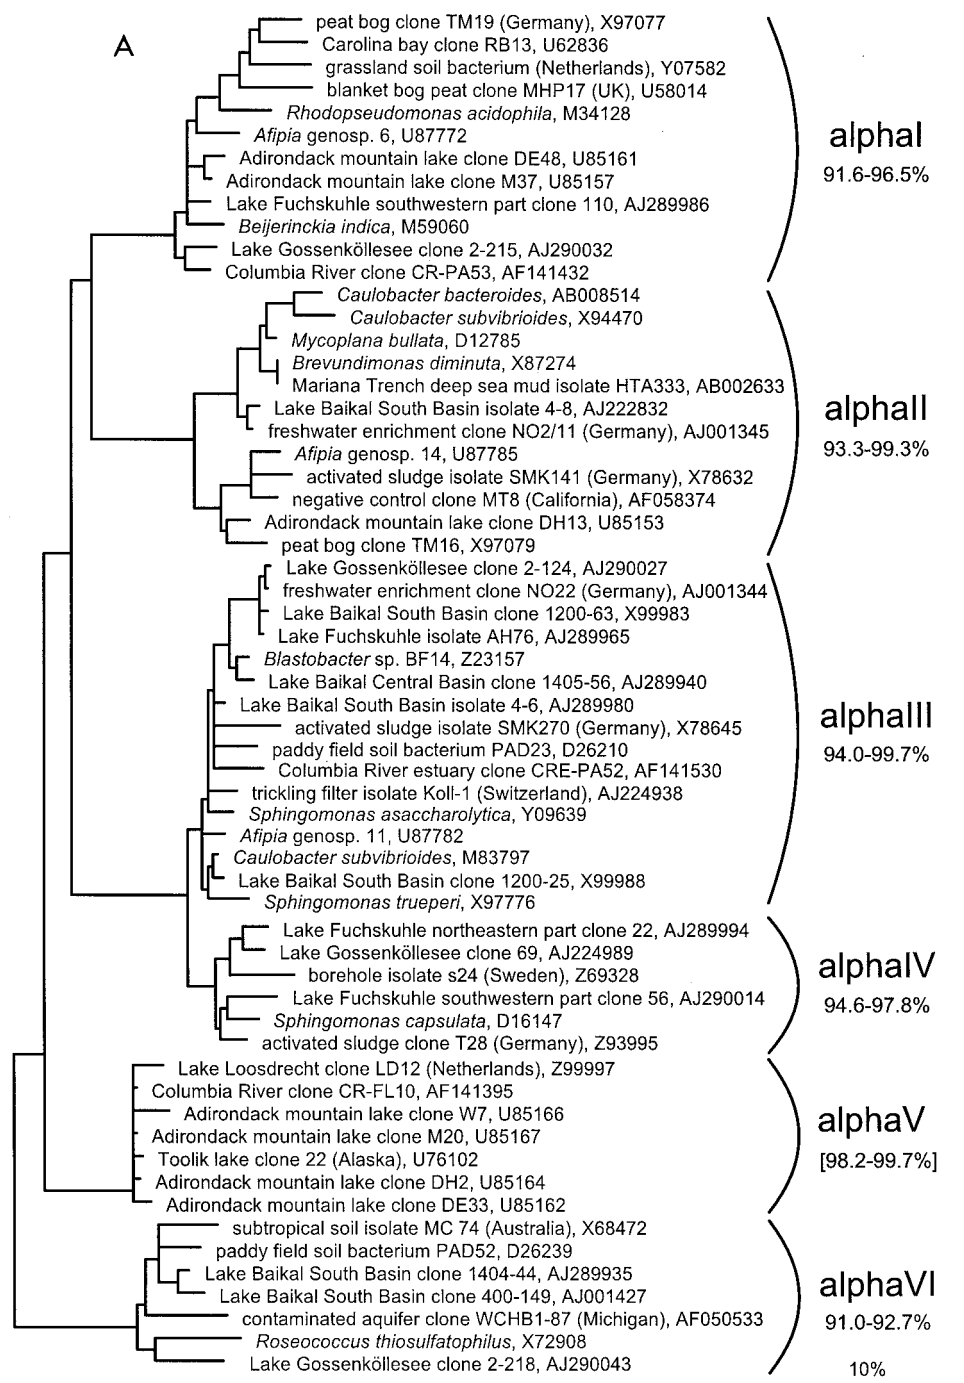 A
peat bog clone TM19 (Germany), X97077
Carolina bay clone RB13, U62836
grassland soil bacterium (Netherlands), Y07582
blanket bog peat clone MHP17 (UK), U58014
Rhodopseudomonas acidophila, M34128
Afipia genosp. 6, U87772
Adirondack mountain lake clone DE48, U85161
Adirondack mountain lake clone M37, U85157
Lake Fuchskuhle southwestern part clone 110, AJ289986
Beijerinckia indica, M59060
Lake Gossenköllesee clone 2-215, AJ290032
Columbia River clone CR-PA53, AF141432
alphaI
91.6-96.5%
Caulobacter bacteroides, AB008514
Caulobacter subvibrioides, X94470
Mycoplana bullata, D12785
Brevundimonas diminuta, X87274
Mariana Trench deep sea mud isolate HTA333, AB002633
Lake Baikal South Basin isolate 4-8, AJ222832
freshwater enrichment clone NO2/11 (Germany), AJ001345
Afipia genosp. 14, U87785
activated sludge isolate SMK141 (Germany), X78632
negative control clone MT8 (California), AF058374
Adirondack mountain lake clone DH13, U85153
peat bog clone TM16, X97079
alphaII
93.3-99.3%
Lake Gossenköllesee clone 2-124, AJ290027
freshwater enrichment clone NO22 (Germany), AJ001344
Lake Baikal South Basin clone 1200-63, X99983
Lake Fuchskuhle isolate AH76, AJ289965
Blastobacter sp. BF14, Z23157
Lake Baikal Central Basin clone 1405-56, AJ289940
Lake Baikal South Basin isolate 4-6, AJ289980
activated sludge isolate SMK270 (Germany), X78645
paddy field soil bacterium PAD23, D26210
Columbia River estuary clone CRE-PA52, AF141530
trickling filter isolate Koll-1 (Switzerland), AJ224938
Sphingomonas asaccharolytica, Y09639
Afipia genosp. 11, U87782
Caulobacter subvibrioides, M83797
Lake Baikal South Basin clone 1200-25, X99988
Sphingomonas trueperi, X97776
alphaIII
94.0-99.7%
Lake Fuchskuhle northeastern part clone 22, AJ289994
Lake Gossenköllesee clone 69, AJ224989
borehole isolate s24 (Sweden), Z69328
Lake Fuchskuhle southwestern part clone 56, AJ290014
Sphingomonas capsulata, D16147
activated sludge clone T28 (Germany), Z93995
alphaIV
94.6-97.8%
Lake Loosdrecht clone LD12 (Netherlands), Z99997
Columbia River clone CR-FL10, AF141395
Adirondack mountain lake clone W7, U85166
Adirondack mountain lake clone M20, U85167
Toolik lake clone 22 (Alaska), U76102
Adirondack mountain lake clone DH2, U85164
Adirondack mountain lake clone DE33, U85162
alphaV
[98.2-99.7%]
subtropical soil isolate MC 74 (Australia), X68472
paddy field soil bacterium PAD52, D26239
Lake Baikal South Basin clone 1404-44, AJ289935
Lake Baikal South Basin clone 400-149, AJ001427
contaminated aquifer clone WCHB1-87 (Michigan), AF050533
Roseococcus thiosulfatophilus, X72908
Lake Gossenköllesee clone 2-218, AJ290043
alphaVI
91.0-92.7%
10%